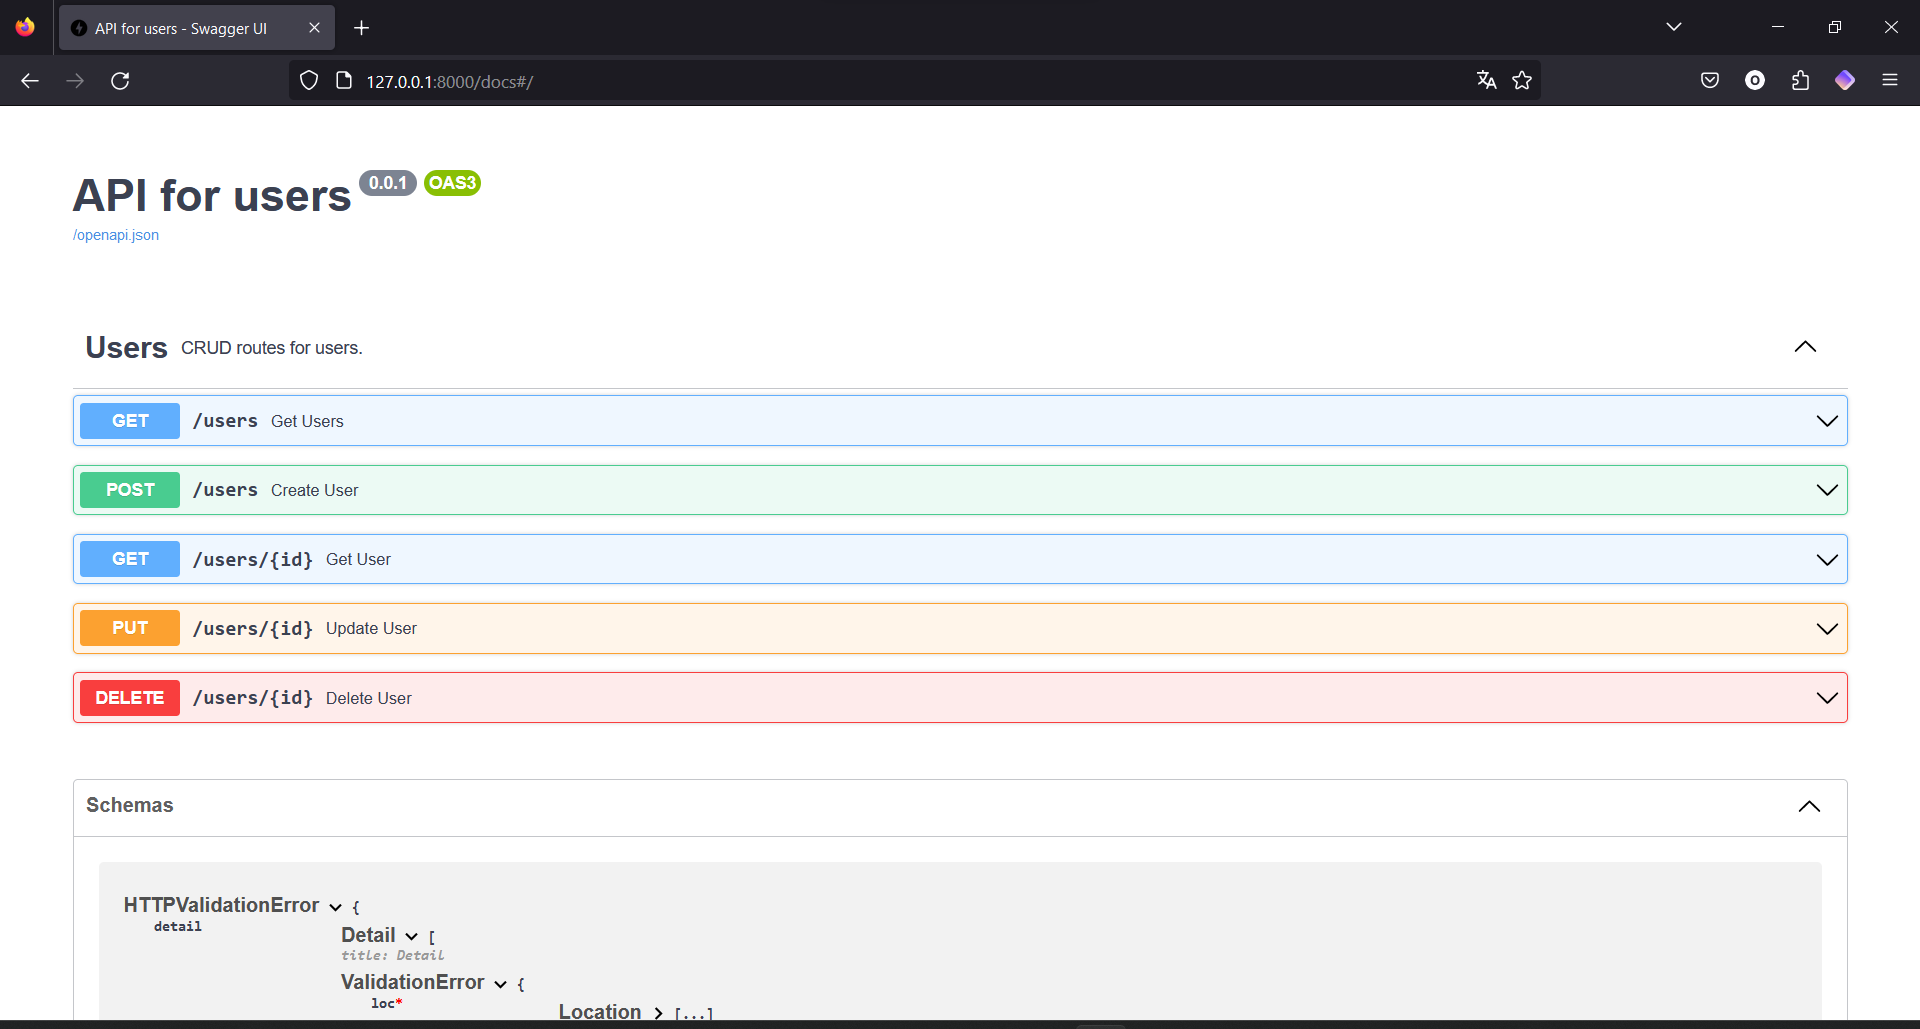 API for users - Swagger UI
127.0.0.1:8000/docs#/
API for users 0.0.1 OAS3
/openapi.json
Users CRUD routes for users.
GET /users Get Users
POST /users Create User
GET /users/{id} Get User
PUT /users/{id} Update User
DELETE /users/{id} Delete User
Schemas
HTTPValidationError {
detail
Detail [
title: Detail
ValidationError {
loc*
Location [...]